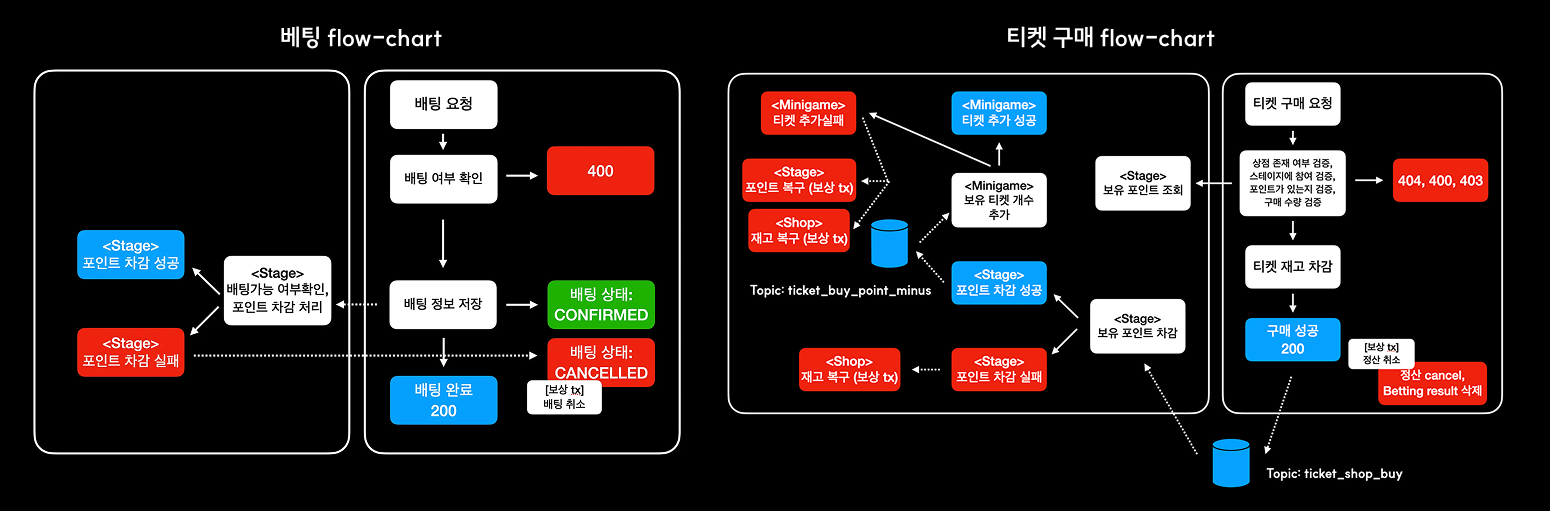 베팅 flow-chart
배팅 요청
배팅 여부 확인
400
<Stage>
포인트 차감 성공
<Stage>
배팅가능 여부확인,
포인트 차감 처리
배팅 정보 저장
배팅 상태:
CONFIRMED
<Stage>
포인트 차감 실패
배팅 상태:
CANCELLED
배팅 완료
200
[보상 tx]
배팅 취소
티켓 구매 flow-chart
<Minigame>
티켓 추가실패
<Minigame>
티켓 추가 성공
<Stage>
포인트 복구 (보상 tx)
<Shop>
재고 복구 (보상 tx)
<Minigame>
보유 티켓 개수
추가
Topic: ticket_buy_point_minus
<Stage>
포인트 차감 성공
<Stage>
보유 포인트 차감
<Shop>
재고 복구 (보상 tx)
<Stage>
포인트 차감 실패
<Stage>
보유 포인트 조회
티켓 구매 요청
상점 존재 여부 검증,
스테이지에 참여 검증,
포인트가 있는지 검증,
구매 수량 검증
404, 400, 403
티켓 재고 차감
구매 성공
200
[보상 tx]
정산 취소
정산 cancel,
Betting result 삭제
Topic: ticket_shop_buy